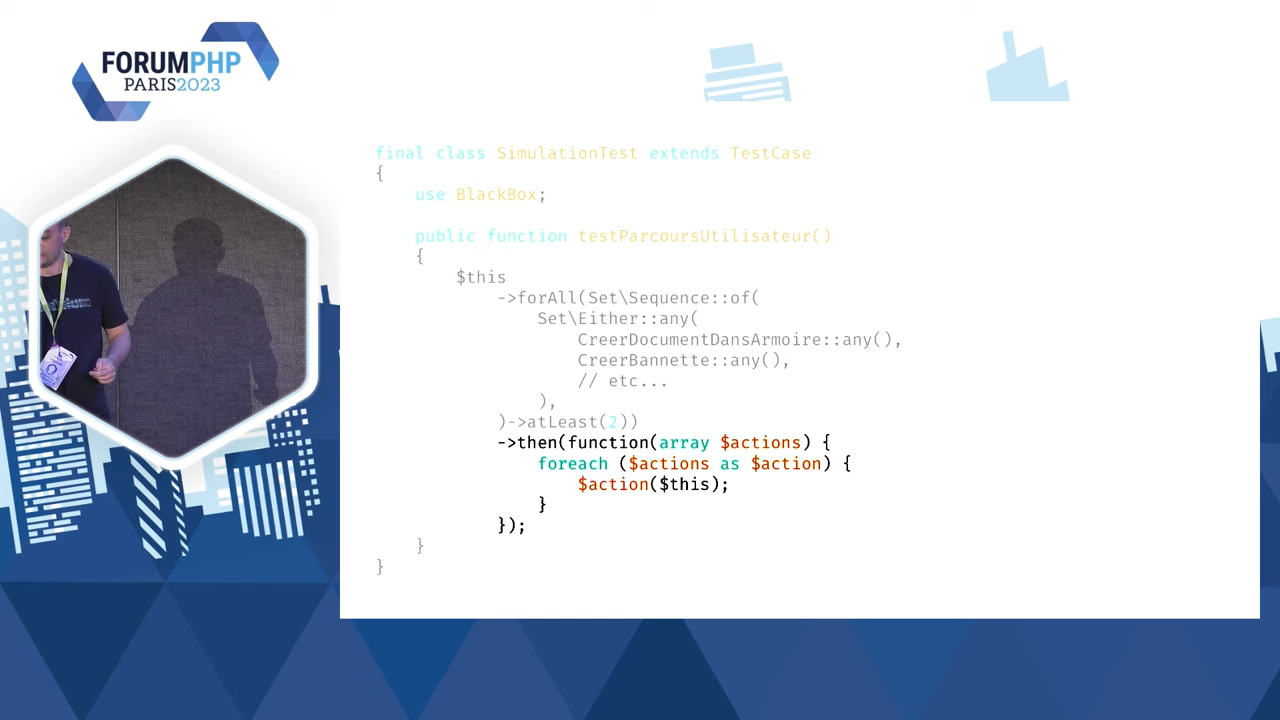 FORUMPHP
PARIS2023
final class SimulationTest extends TestCase
{
    use BlackBox;
    public function testParcoursUtilisateur()
    {
        $this
            ->forAll(Set\Sequence::of(
                Set\Either::any(
                    CreerDocumentDansArmoire::any(),
                    CreerBannette::any(),
                    // etc...
                ),
            )->atLeast(2))
            ->then(function(array $actions) {
                foreach ($actions as $action) {
                    $action($this);
                }
            });
    }
}